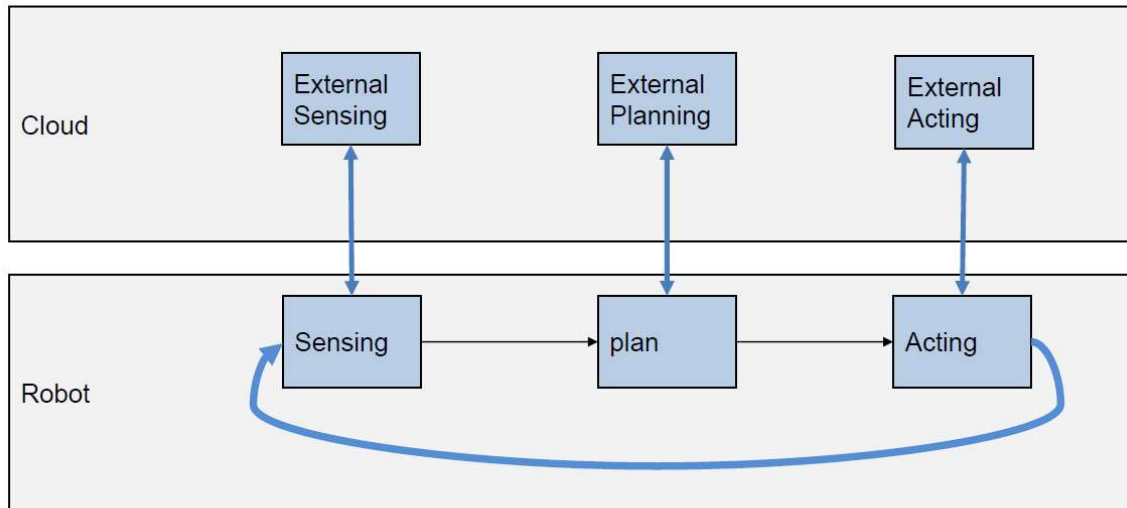 External
Sensing
External
Planning
External
Acting
Cloud
Sensing
plan
Acting
Robot